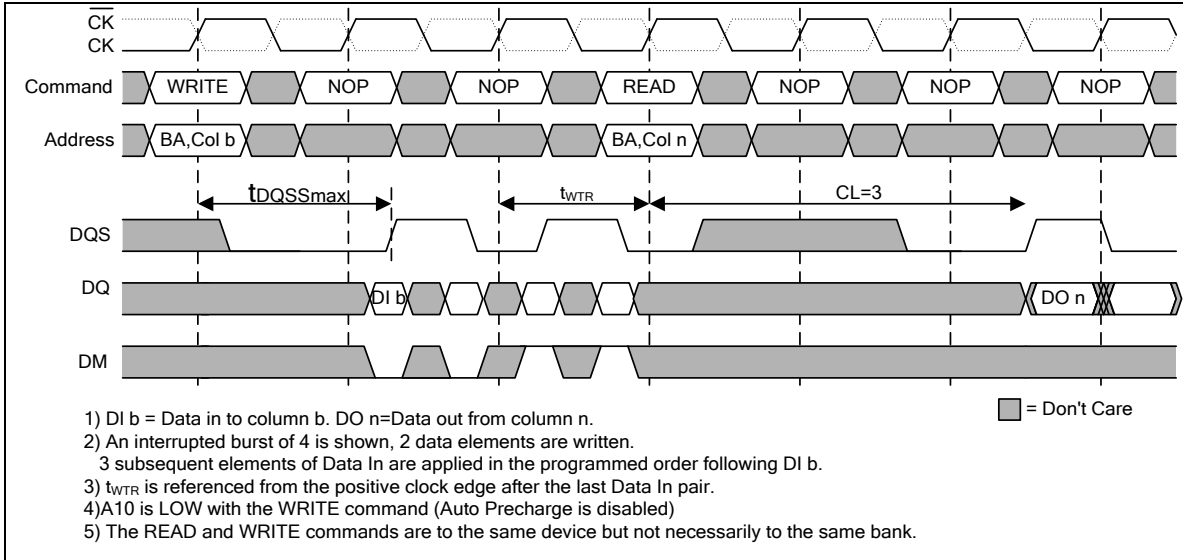 CK
CK
Command WRITE NOP NOP READ NOP NOP NOP
Address BA,Col b BA,Col n
tDQSSmax tWTR CL=3
DQS
DQ DI b DO n
DM
= Don't Care
1) DI b = Data in to column b. DO n=Data out from column n.
2) An interrupted burst of 4 is shown, 2 data elements are written.
3 subsequent elements of Data In are applied in the programmed order following DI b.
3) tWTR is referenced from the positive clock edge after the last Data In pair.
4)A10 is LOW with the WRITE command (Auto Precharge is disabled)
5) The READ and WRITE commands are to the same device but not necessarily to the same bank.